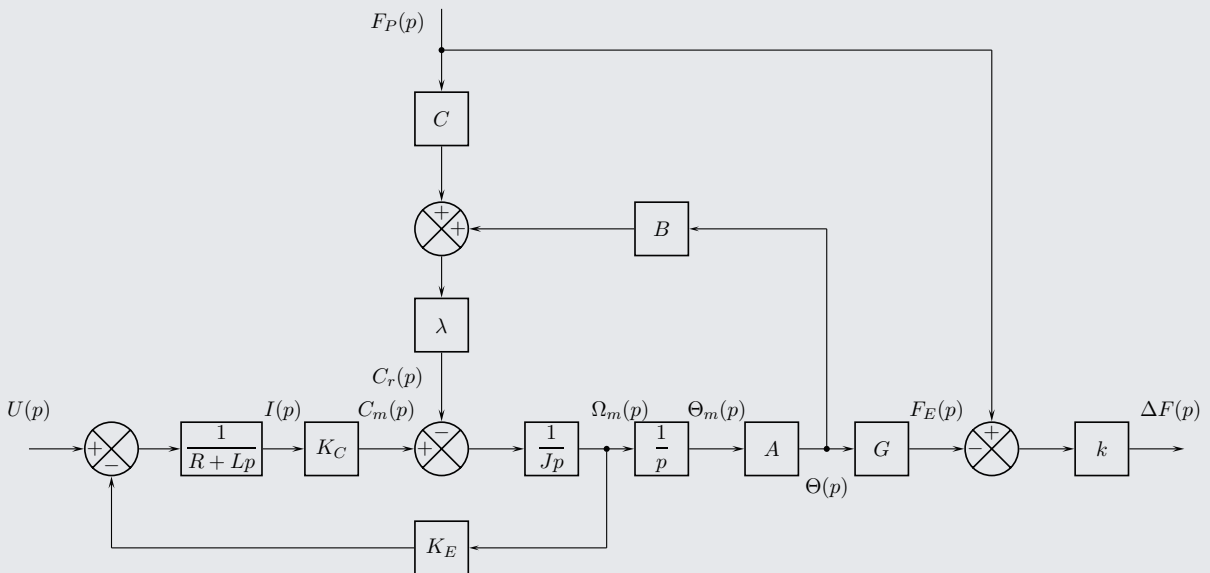 F_P(p)
C
+
+
B
λ
C_r(p)
U(p)
I(p)
C_m(p)
Ω_m(p)
Θ_m(p)
F_E(p)
ΔF(p)
+
−
1
R + Lp
K_C
+
−
1
Jp
1
p
A
G
+
−
k
Θ(p)
K_E